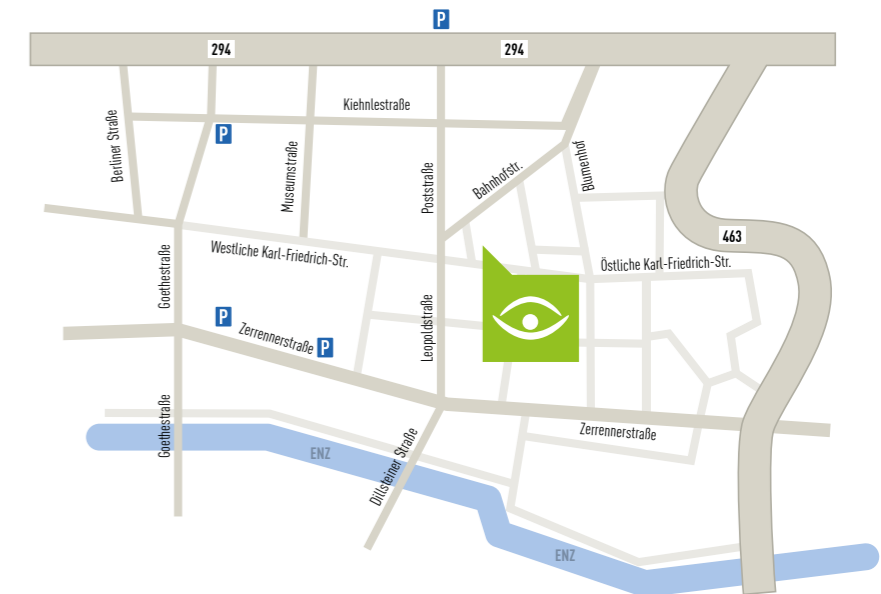 P
294
294
Kiehnlestraße
P
Berliner Straße
Museumstraße
Poststraße
Bahnhofstr.
Blumenhof
463
Westliche Karl-Friedrich-Str.
Östliche Karl-Friedrich-Str.
Goethestraße
P
Zerrennerstraße
P
Leopoldstraße
Goethestraße
Zerrennerstraße
ENZ
Dillsteiner Straße
ENZ